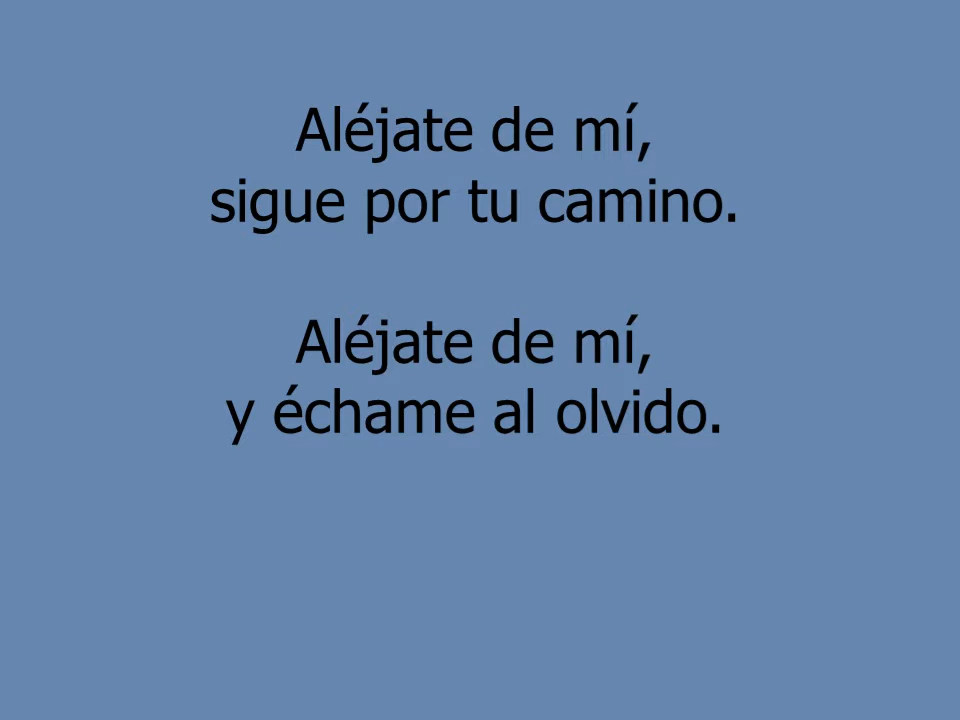 Aléjate de mí,
sigue por tu camino.
Aléjate de mí,
y échame al olvido.